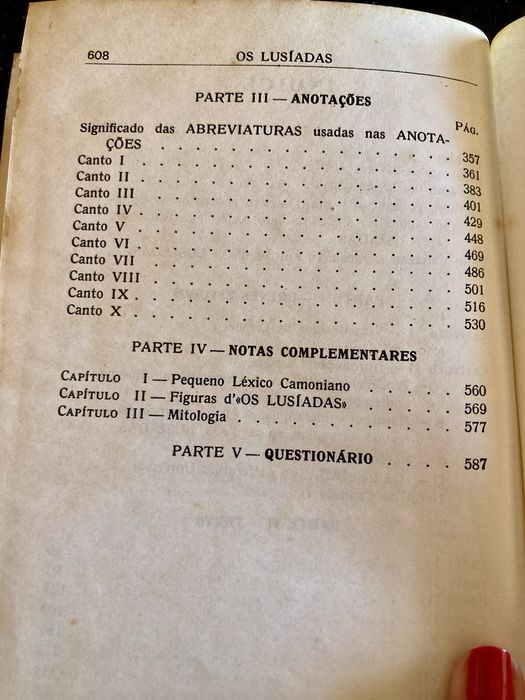 608 OS LUSÍADAS
PARTE III — ANOTAÇÕES
PÁG.
Significado das ABREVIATURAS usadas nas ANOTA-
ÇÕES . . . . . . . . . . . . . . . . . 357
Canto I . . . . . . . . . . . . . . . . . 361
Canto II . . . . . . . . . . . . . . . . . 383
Canto III . . . . . . . . . . . . . . . . . 401
Canto IV . . . . . . . . . . . . . . . . . 429
Canto V . . . . . . . . . . . . . . . . . 448
Canto VI . . . . . . . . . . . . . . . . . 469
Canto VII . . . . . . . . . . . . . . . . . 486
Canto VIII . . . . . . . . . . . . . . . . . 501
Canto IX . . . . . . . . . . . . . . . . . 516
Canto X . . . . . . . . . . . . . . . . . 530
PARTE IV — NOTAS COMPLEMENTARES
CAPÍTULO I — Pequeno Léxico Camoniano . . . . . 560
CAPÍTULO II — Figuras d'«OS LUSÍADAS» . . . . . 569
CAPÍTULO III — Mitologia . . . . . . . . . . . 577
PARTE V — QUESTIONÁRIO . . . . 587